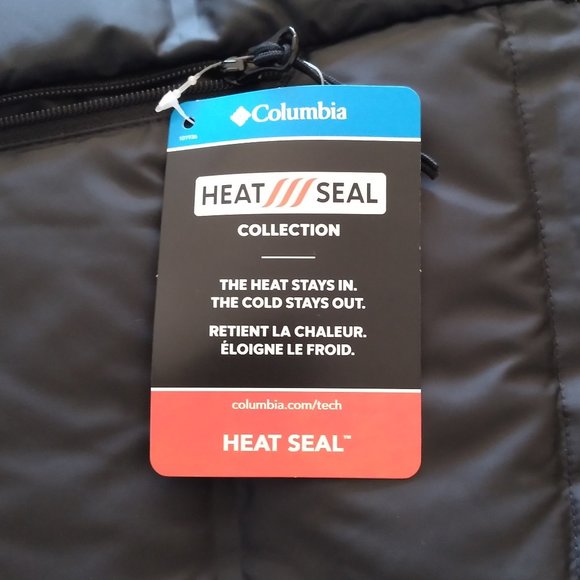 Columbia
HEAT SEAL
COLLECTION
THE HEAT STAYS IN.
THE COLD STAYS OUT.
RETIENT LA CHALEUR.
ÉLOIGNE LE FROID.
columbia.com/tech
HEAT SEAL™